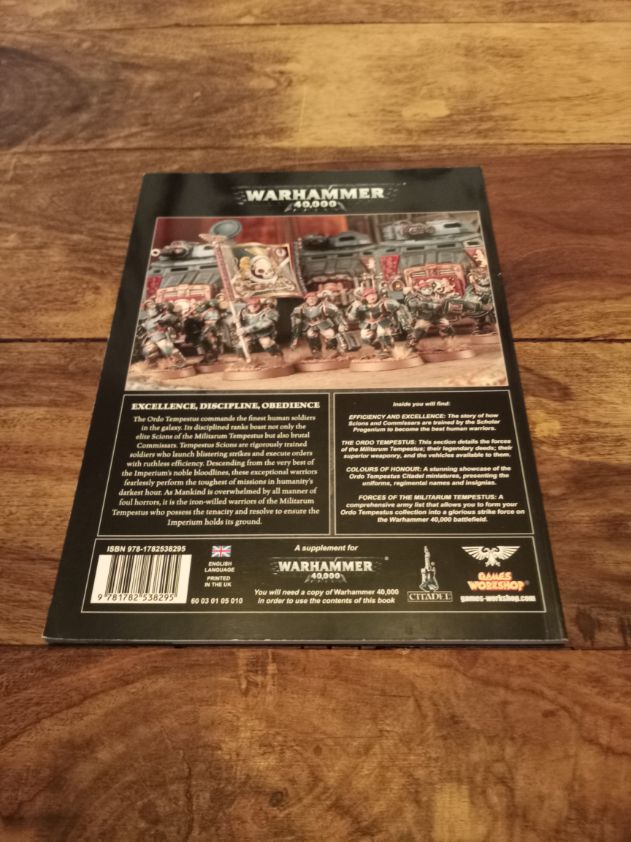 WARHAMMER
40,000
EXCELLENCE, DISCIPLINE, OBEDIENCE
The Ordo Tempestus commands the finest human soldiers
in the galaxy. Its disciplined ranks boast not only the
elite Scions of the Militarum Tempestus but also brutal
Commissars. Tempestus Scions are rigorously trained
soldiers who launch blistering strikes and execute orders
with ruthless efficiency. Descending from the very best of
the Imperium's noble bloodlines, these exceptional warriors
fearlessly perform the toughest of missions in humanity's
darkest hour. As Mankind is overwhelmed by all manner of
foul horrors, it is the iron-willed warriors of the Militarum
Tempestus who possess the tenacity and resolve to ensure the
Imperium holds its ground.
Inside you will find:
EFFICIENCY AND EXCELLENCE: The story of how
Scions and Commissars are trained by the Schola
Progenium to become the best human warriors.
THE ORDO TEMPESTUS: This section details the forces
of the Militarum Tempestus; their legendary deeds; their
superior weaponry, and the vehicles available to them.
COLOURS OF HONOUR: A stunning showcase of the
Ordo Tempestus Citadel miniatures, presenting the
uniforms, regimental names and insignias.
FORCES OF THE MILITARUM TEMPESTUS: A
comprehensive army list that allows you to form your
Ordo Tempestus collection into a glorious strike force on
the Warhammer 40,000 battlefield.
ISBN 978-1782538295
9 781782 538295
ENGLISH
LANGUAGE
PRINTED
IN THE UK
60 03 01 05 010
A supplement for
WARHAMMER
40,000
You will need a copy of Warhammer 40,000
in order to use the contents of this book
CITADEL
GAMES
WORKSHOP
games-workshop.com